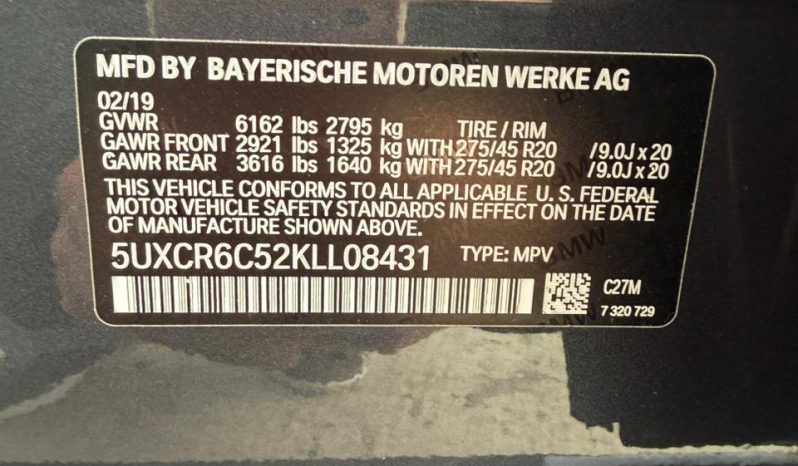 MFD BY BAYERISCHE MOTOREN WERKE AG
02/19
GVWR 6162 lbs 2795 kg TIRE / RIM
GAWR FRONT 2921 lbs 1325 kg WITH 275/45 R20 /9.0J x 20
GAWR REAR 3616 lbs 1640 kg WITH 275/45 R20 /9.0J x 20
THIS VEHICLE CONFORMS TO ALL APPLICABLE U. S. FEDERAL
MOTOR VEHICLE SAFETY STANDARDS IN EFFECT ON THE DATE
OF MANUFACTURE SHOWN ABOVE.
5UXCR6C52KLL08431 TYPE: MPV
C27M
7 320 729